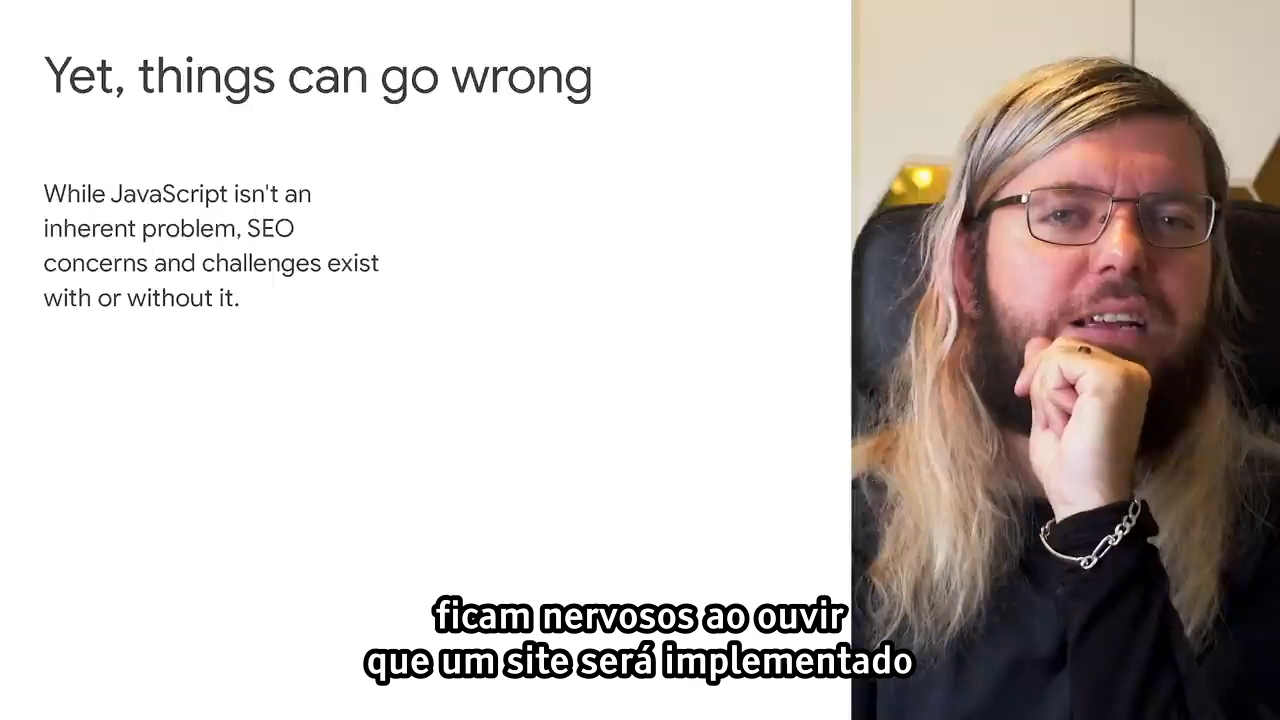 Yet, things can go wrong
While JavaScript isn't an
inherent problem, SEO
concerns and challenges exist
with or without it.
ficam nervosos ao ouvir
que um site será implementado